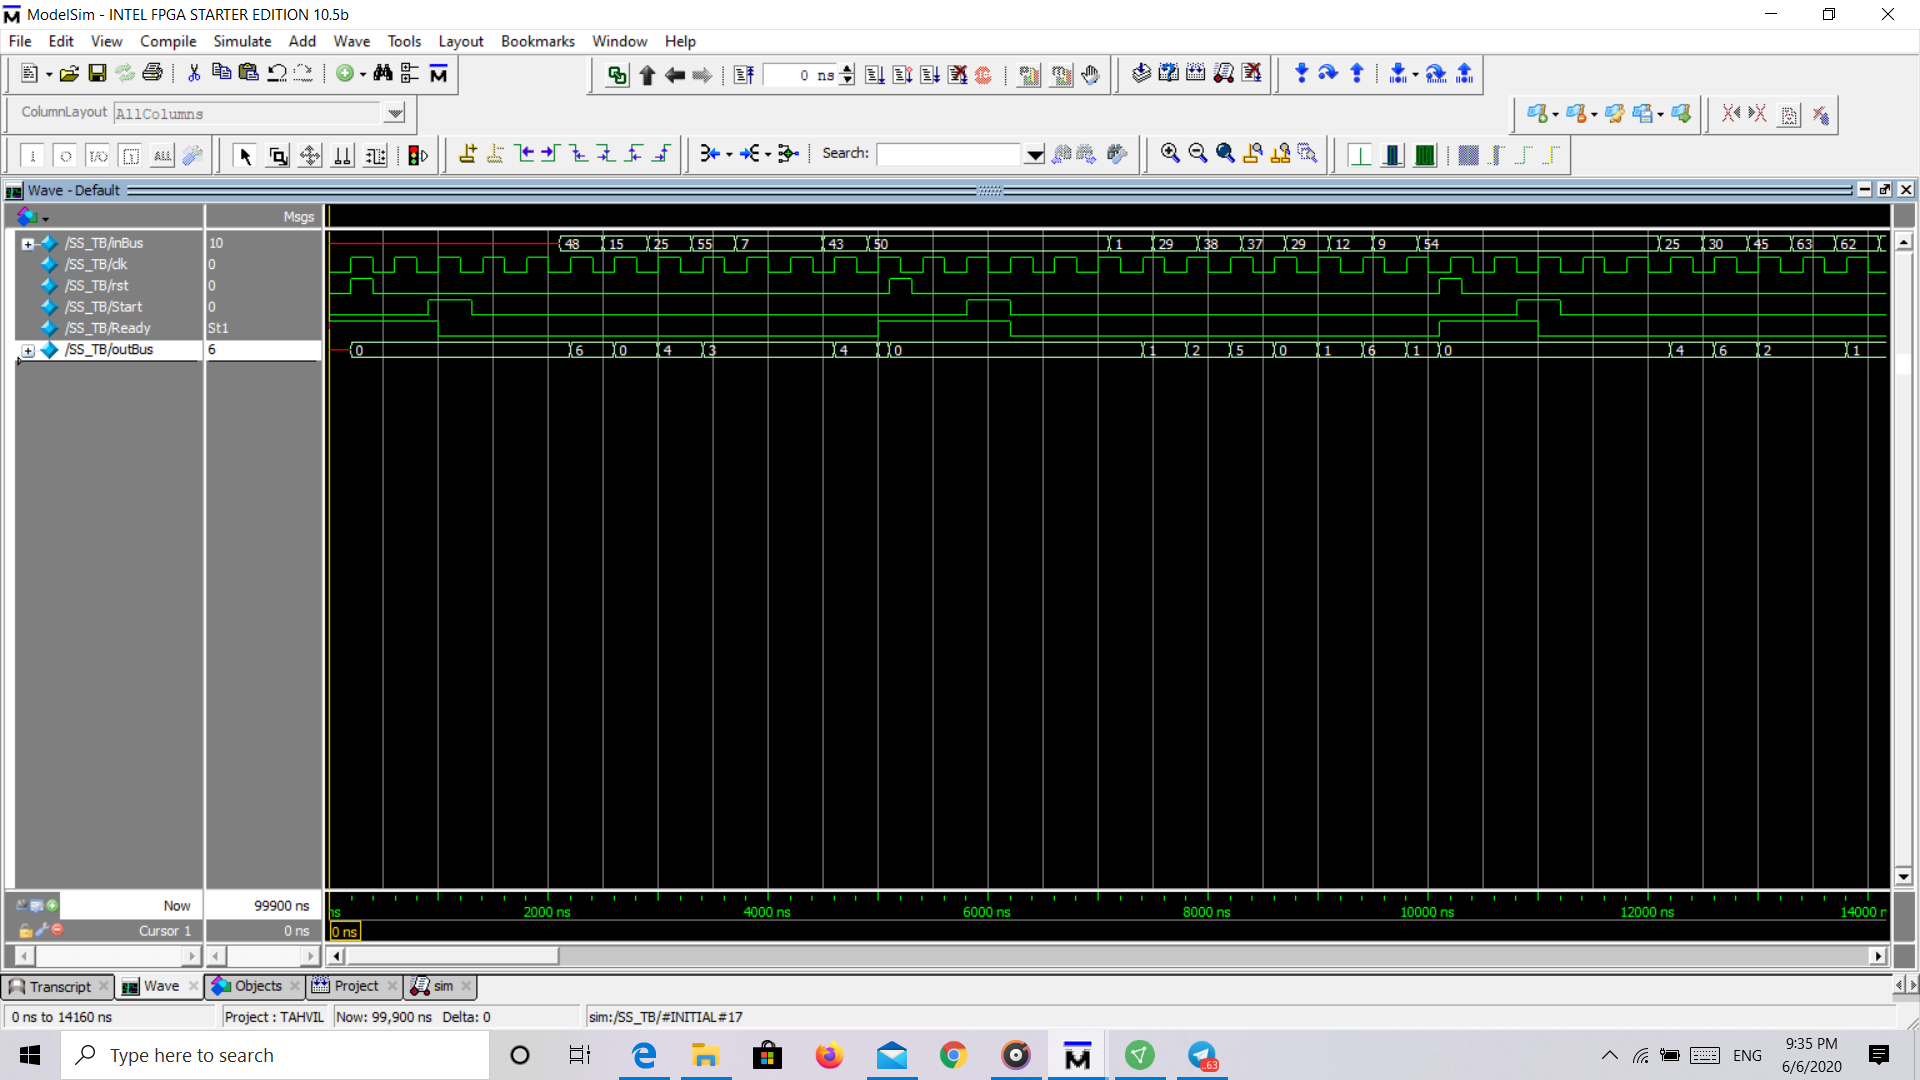 ModelSim - INTEL FPGA STARTER EDITION 10.5b
File Edit View Compile Simulate Add Wave Tools Layout Bookmarks Window Help
0 ns
ColumnLayout AllColumns
ALL
Search:
Wave - Default
Msgs
/SS_TB/inBus 10 48 15 25 55 7 43 50 1 29 38 37 29 12 9 54 25 30 45 63 62
/SS_TB/clk 0
/SS_TB/rst 0
/SS_TB/Start 0
/SS_TB/Ready St1
/SS_TB/outBus 6 0 6 0 4 3 4 0 1 2 5 0 1 6 1 0 4 6 2 1
Now 99900 ns ns 2000 ns 4000 ns 6000 ns 8000 ns 10000 ns 12000 ns 14000 n
Cursor 1 0 ns 0 ns
Transcript Wave Objects Project sim
0 ns to 14160 ns Project : TAHVIL Now: 99,900 ns Delta: 0 sim:/SS_TB/#INITIAL#17
Type here to search
..63
ENG
9:35 PM
6/6/2020